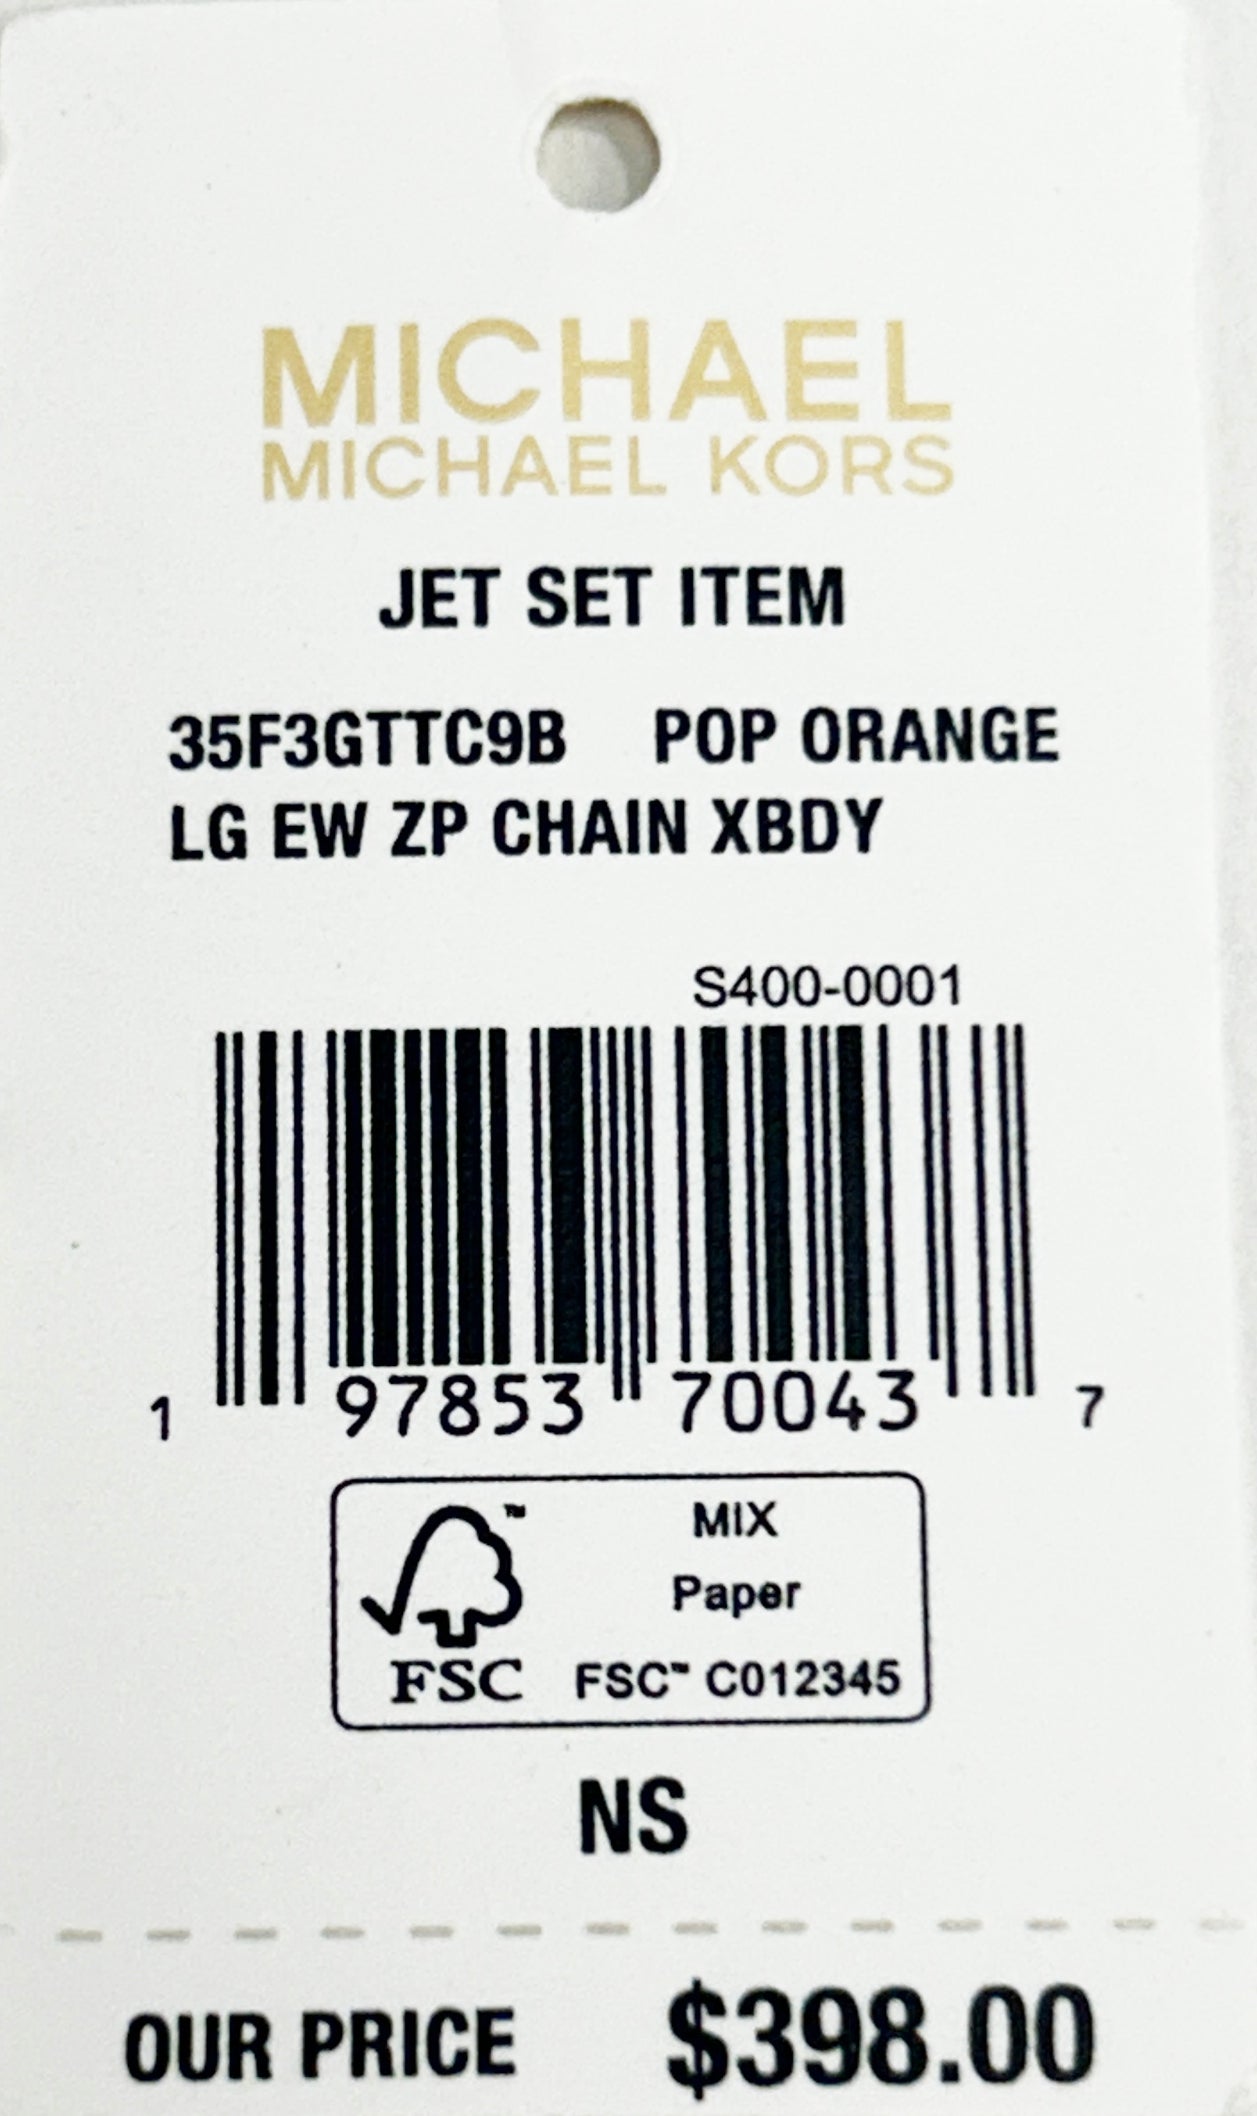 MICHAEL
MICHAEL KORS
JET SET ITEM
35F3GTTC9B POP ORANGE
LG EW ZP CHAIN XBDY
S400-0001
1 97853 70043 7
™ MIX
Paper
FSC FSC™ C012345
NS
OUR PRICE $398.00